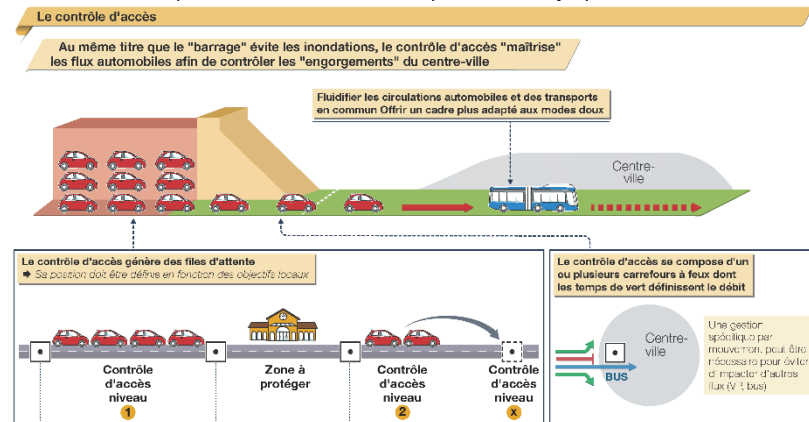 Le contrôle d'accès
Au même titre que le "barrage" évite les inondations, le contrôle d'accès "maîtrise"
les flux automobiles afin de contrôler les "engorgements" du centre-ville
Fluidifier les circulations automobiles et des transports
en commun Offrir un cadre plus adapté aux modes doux
Centre-
ville
Le contrôle d'accès génère des files d'attente
➔ Sa position doit être définie en fonction des objectifs locaux
Contrôle
d'accès
niveau
1
Zone à
protéger
Contrôle
d'accès
niveau
2
Contrôle
d'accès
niveau
x
Le contrôle d'accès se compose d'un
ou plusieurs carrefours à feux dont
les temps de vert définissent le débit
Centre-
ville
BUS
Une gestion
spécifique par
mouvement peut être
nécessaire pour éviter
d'impacter d'autres
flux (VP, bus)